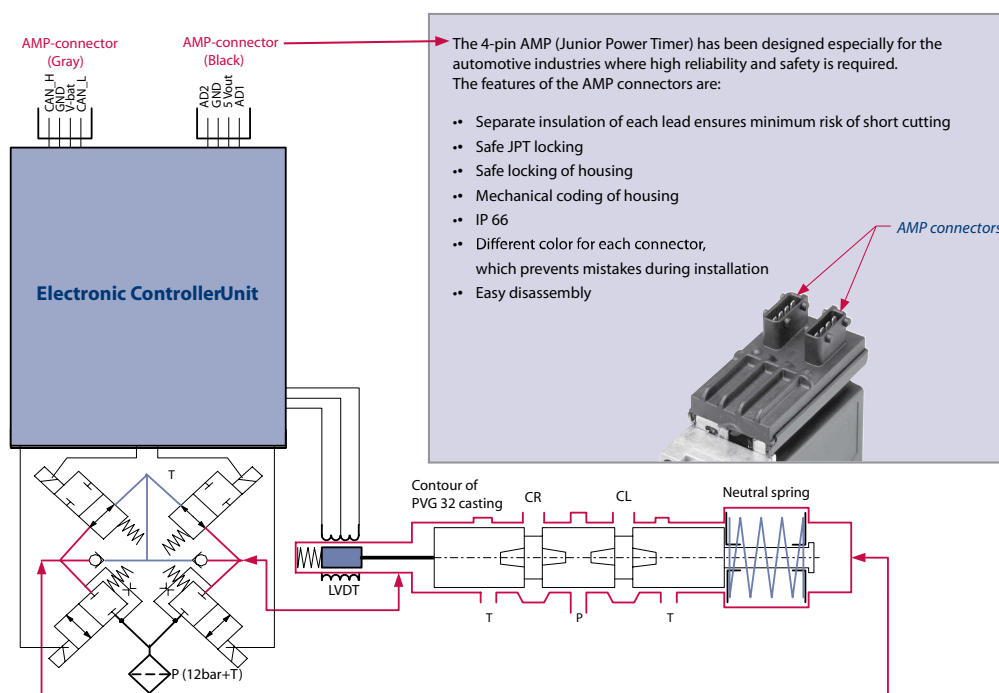 AMP-connector
(Gray)
AMP-connector
(Black)
CAN_H
GND
V-bat
CAN_L
AD2
GND
5 Vout
AD1
The 4-pin AMP (Junior Power Timer) has been designed especially for the
automotive industries where high reliability and safety is required.
The features of the AMP connectors are:
•• Separate insulation of each lead ensures minimum risk of short cutting
•• Safe JPT locking
•• Safe locking of housing
•• Mechanical coding of housing
•• IP 66
•• Different color for each connector,
which prevents mistakes during installation
•• Easy disassembly
AMP connectors
Electronic ControllerUnit
T
Contour of
PVG 32 casting
CR
CL
Neutral spring
LVDT
T
P
T
P (12bar+T)